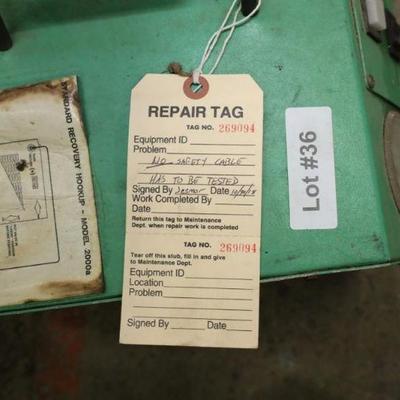 REPAIR TAG
TAG NO. 269094
Equipment ID
Problem
NO SAFETY CABLE
HAS TO BE TESTED
Signed By Date
Work Completed By
Date
Return this tag to Maintenance
Dept. when repair work is completed
TAG NO. 269094
Tear off this stub, fill in and give
to Maintenance Dept.
Equipment ID
Location
Problem
Signed By Date
Lot #36
STANDARD RECOVERY HOOKUP - MODEL 2000a